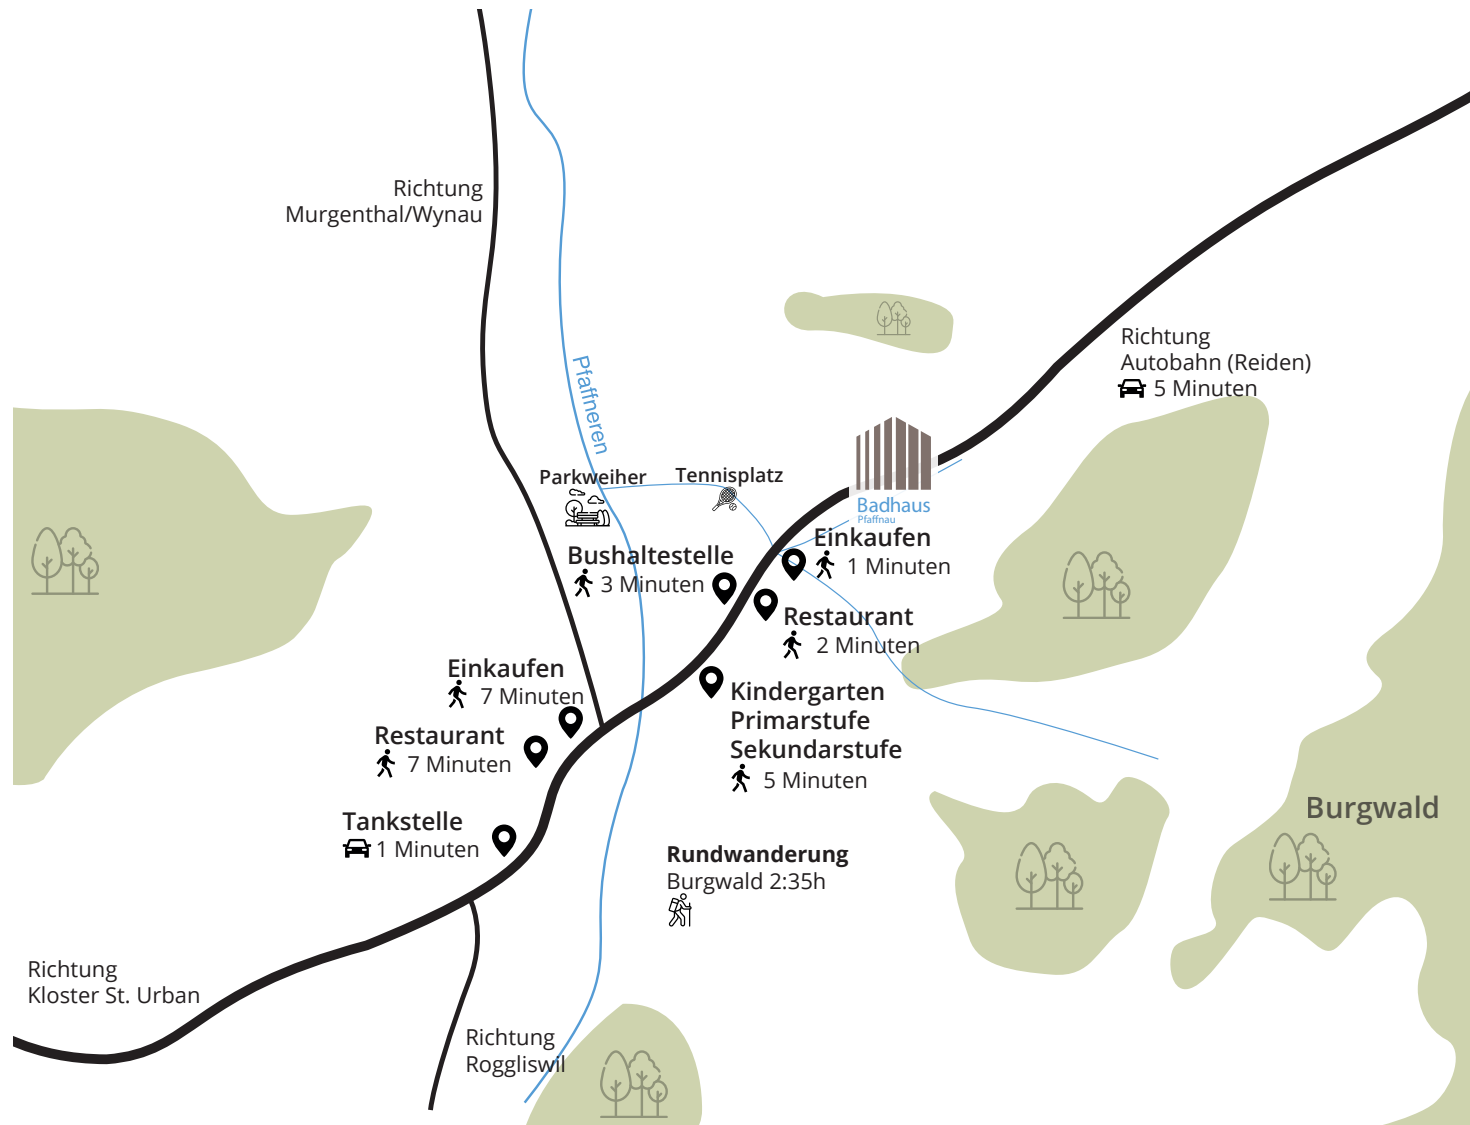 Richtung
Murgenthal/Wynau
Richtung
Autobahn (Reiden)
5 Minuten
Pfaffneren
Parkweiher
Tennisplatz
Badhaus
Pfaffnau
Einkaufen
1 Minuten
Bushaltestelle
3 Minuten
Restaurant
2 Minuten
Einkaufen
7 Minuten
Kindergarten
Primarstufe
Sekundarstufe
5 Minuten
Restaurant
7 Minuten
Tankstelle
1 Minuten
Burgwald
Rundwanderung
Burgwald 2:35h
Richtung
Kloster St. Urban
Richtung
Roggliswil